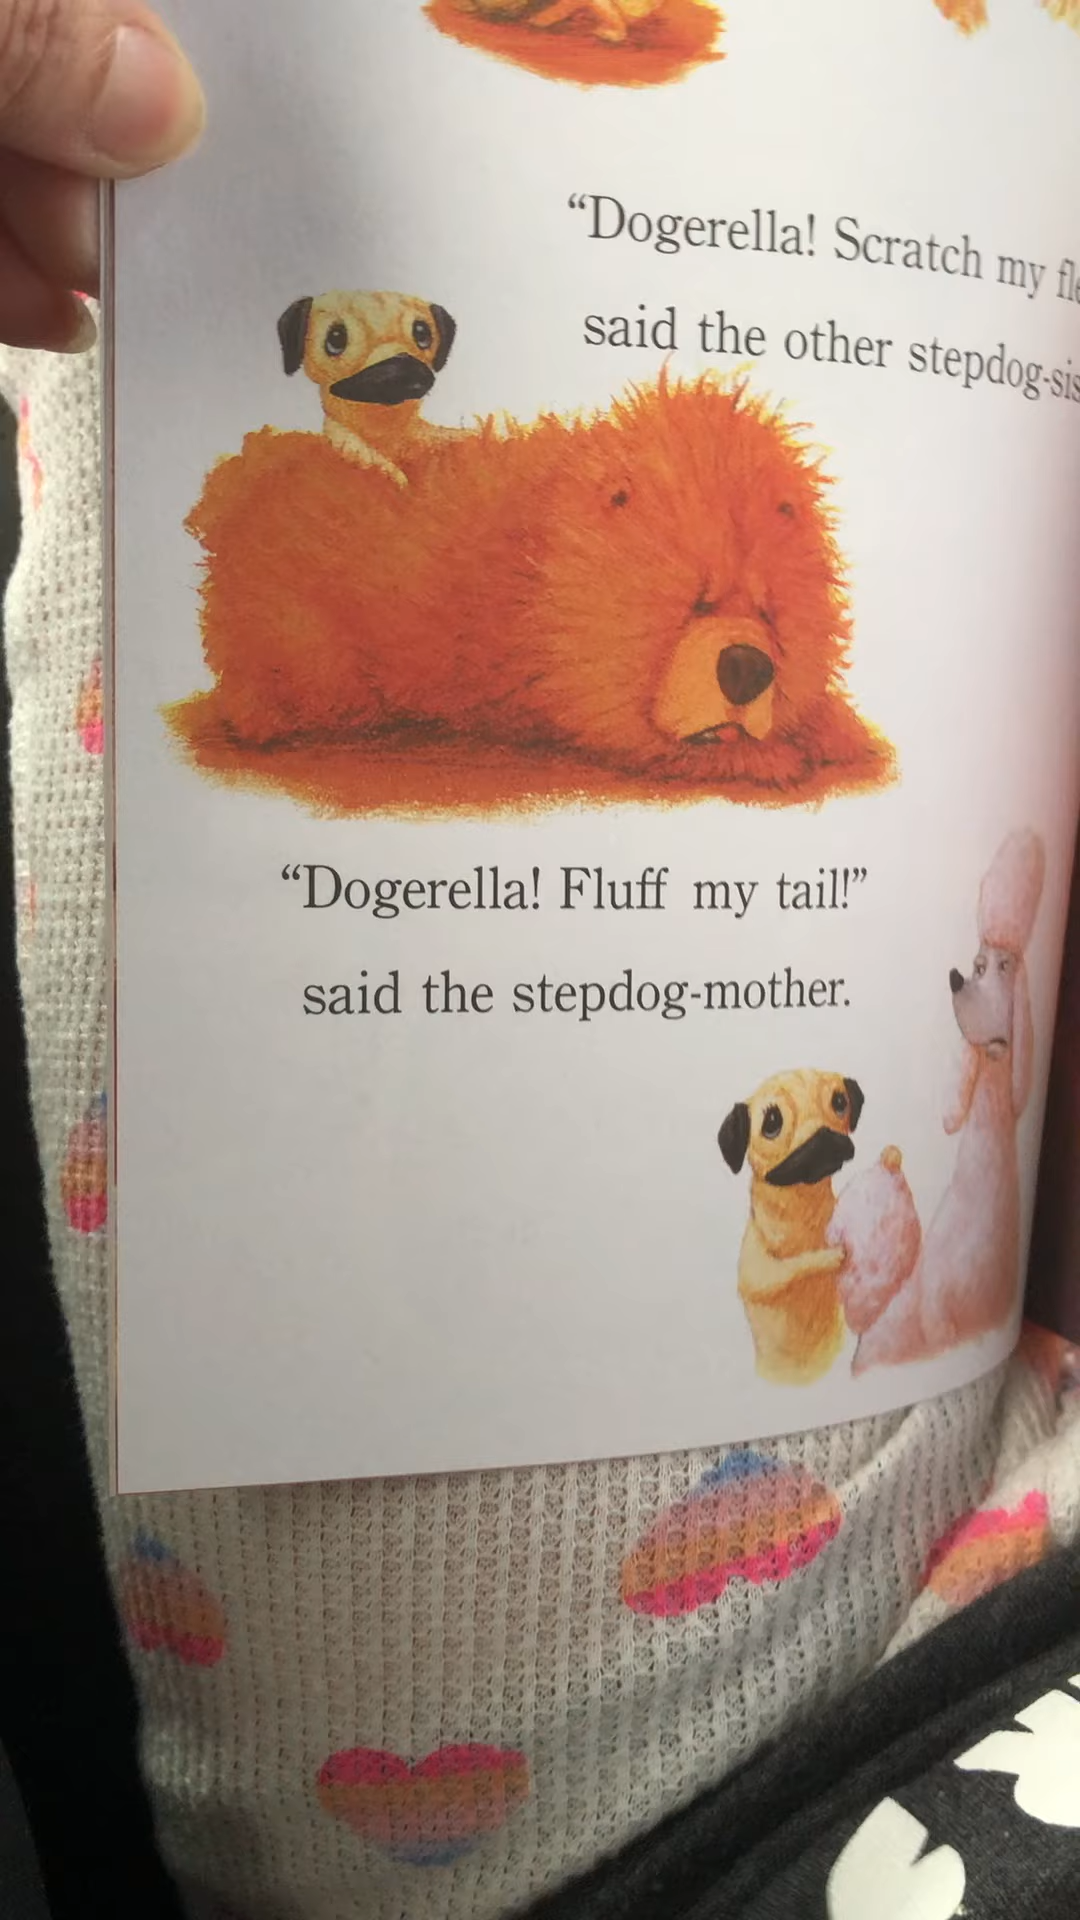 “Dogerella! Scratch my
said the other
“Dogerella! Fluff my tail!”
said the stepdog-mother.